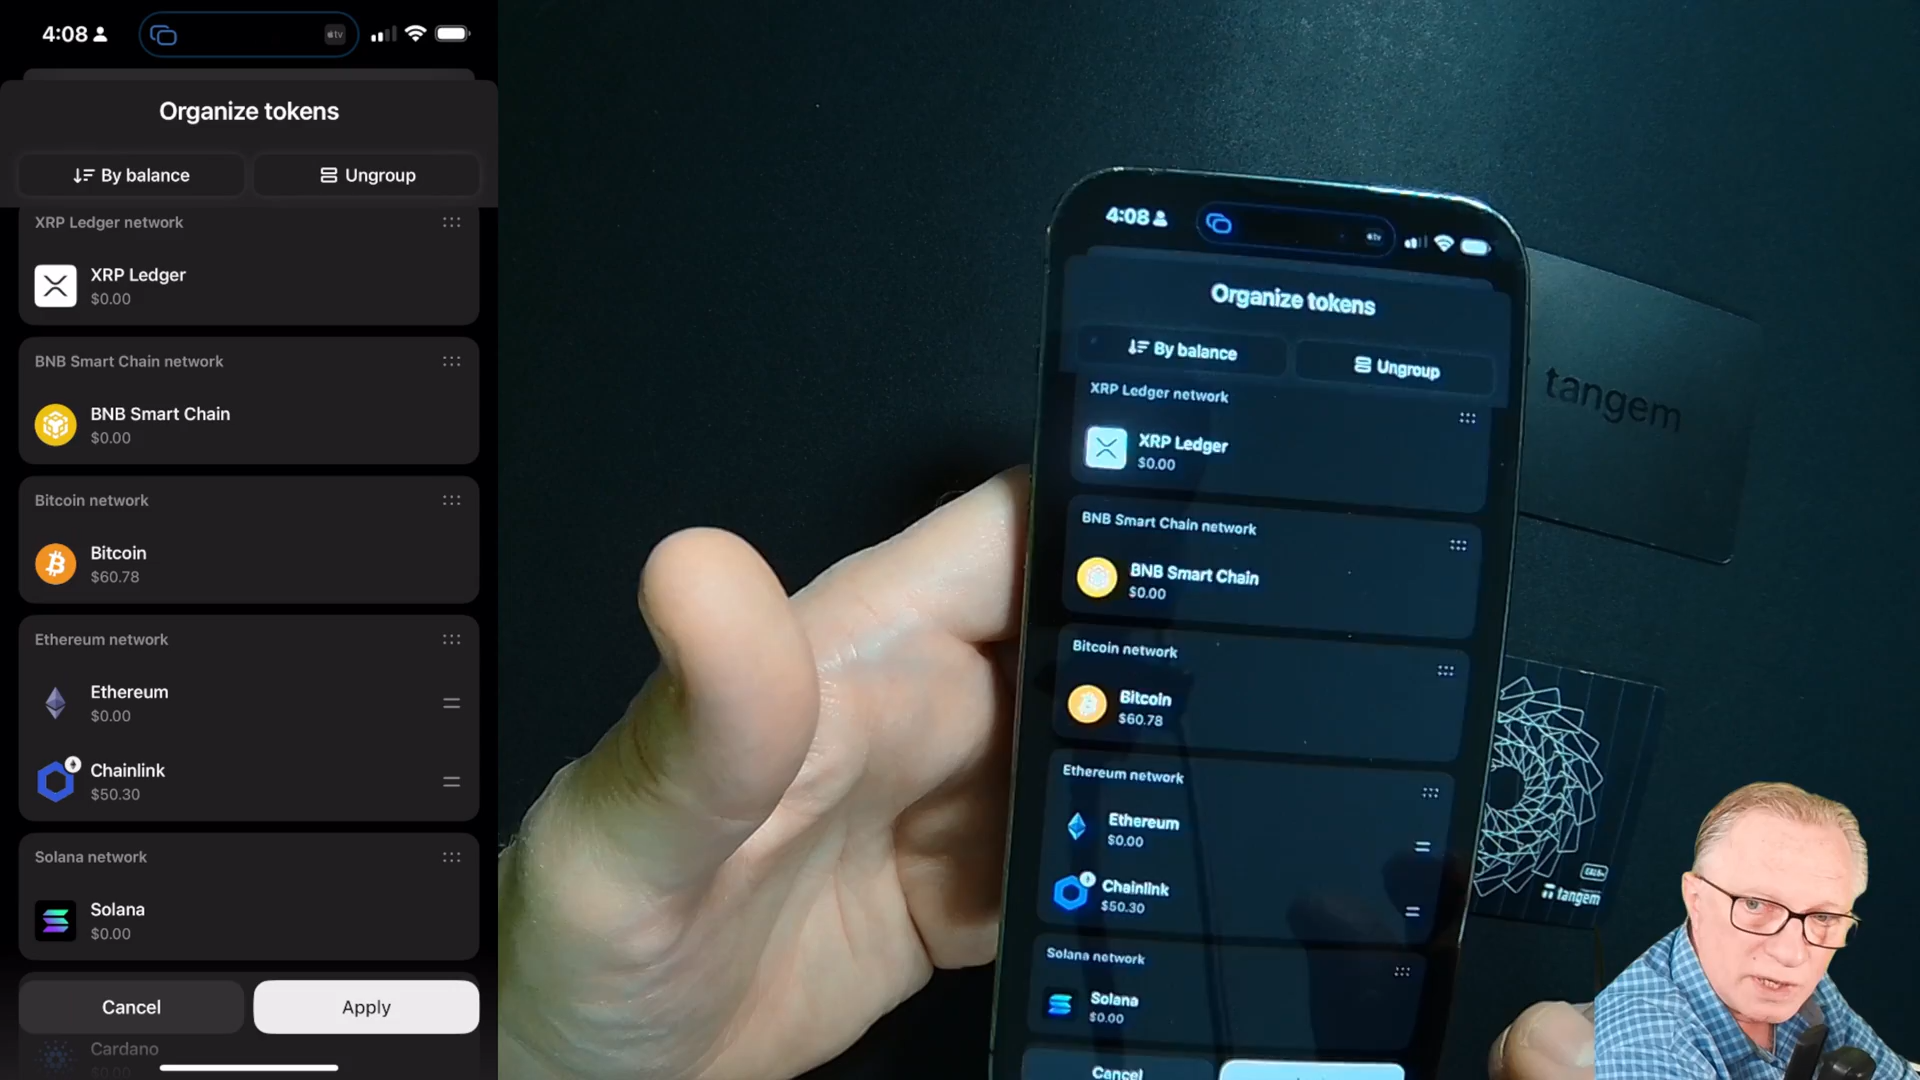 4:08
tv
Organize tokens
By balance
Ungroup
XRP Ledger network
XRP Ledger
$0.00
BNB Smart Chain network
BNB Smart Chain
$0.00
Bitcoin network
Bitcoin
$60.78
Ethereum network
Ethereum
$0.00
Chainlink
$50.30
Solana network
Solana
$0.00
Cancel
Apply
Cardano
$0.00
4:08
tv
Organize tokens
By balance
Ungroup
XRP Ledger network
XRP Ledger
$0.00
BNB Smart Chain network
BNB Smart Chain
$0.00
Bitcoin network
Bitcoin
$60.78
Ethereum network
Ethereum
$0.00
Chainlink
$50.30
Solana network
Solana
$0.00
Cancel
tangem
tangem